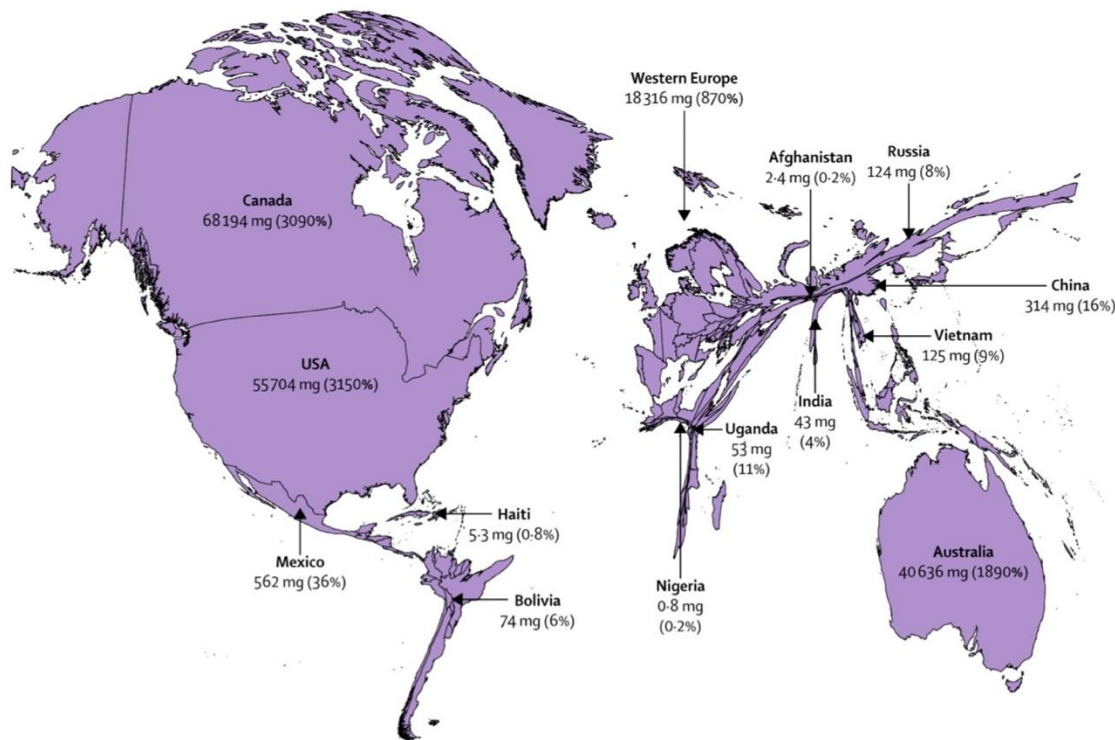 Western Europe
18 316 mg (870%)
Afghanistan
2·4 mg (0·2%)
Russia
124 mg (8%)
Canada
68 194 mg (3090%)
China
314 mg (16%)
Vietnam
125 mg (9%)
USA
55 704 mg (3150%)
India
43 mg
(4%)
Uganda
53 mg
(11%)
Haiti
5·3 mg (0·8%)
Mexico
562 mg (36%)
Nigeria
0·8 mg
(0·2%)
Australia
40 636 mg (1890%)
Bolivia
74 mg (6%)